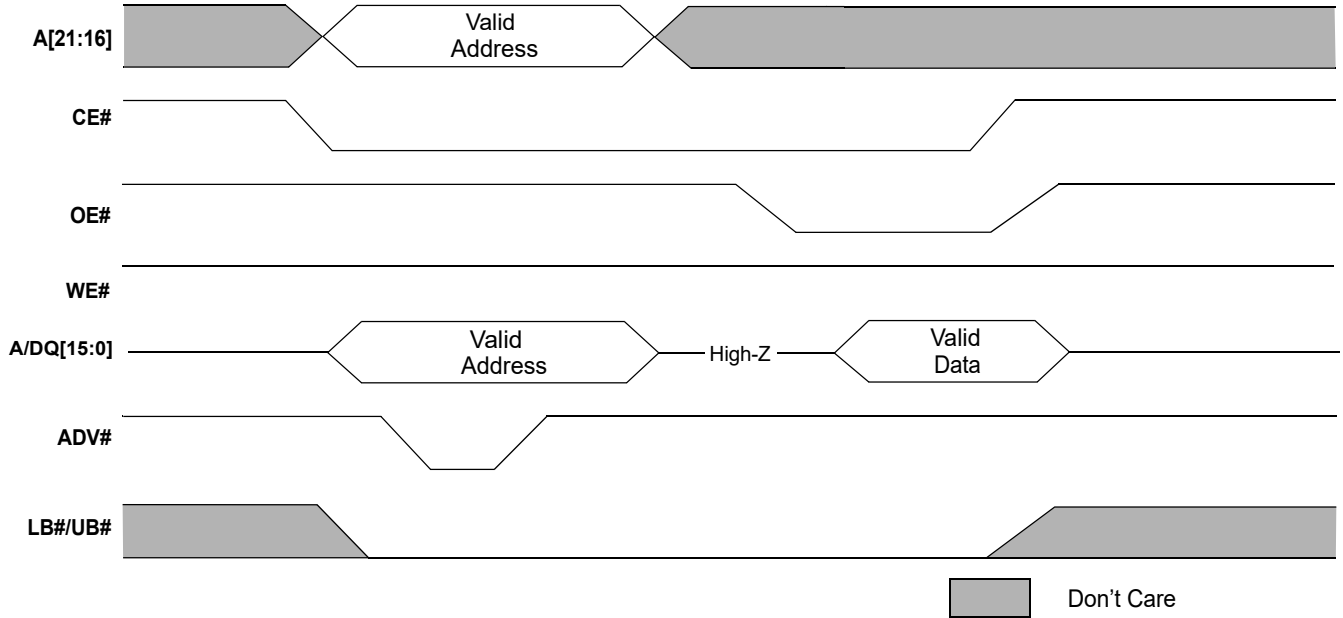 A[21:16]
Valid
Address
CE#
OE#
WE#
A/DQ[15:0]
Valid
Address
High-Z
Valid
Data
ADV#
LB#/UB#
Don't Care